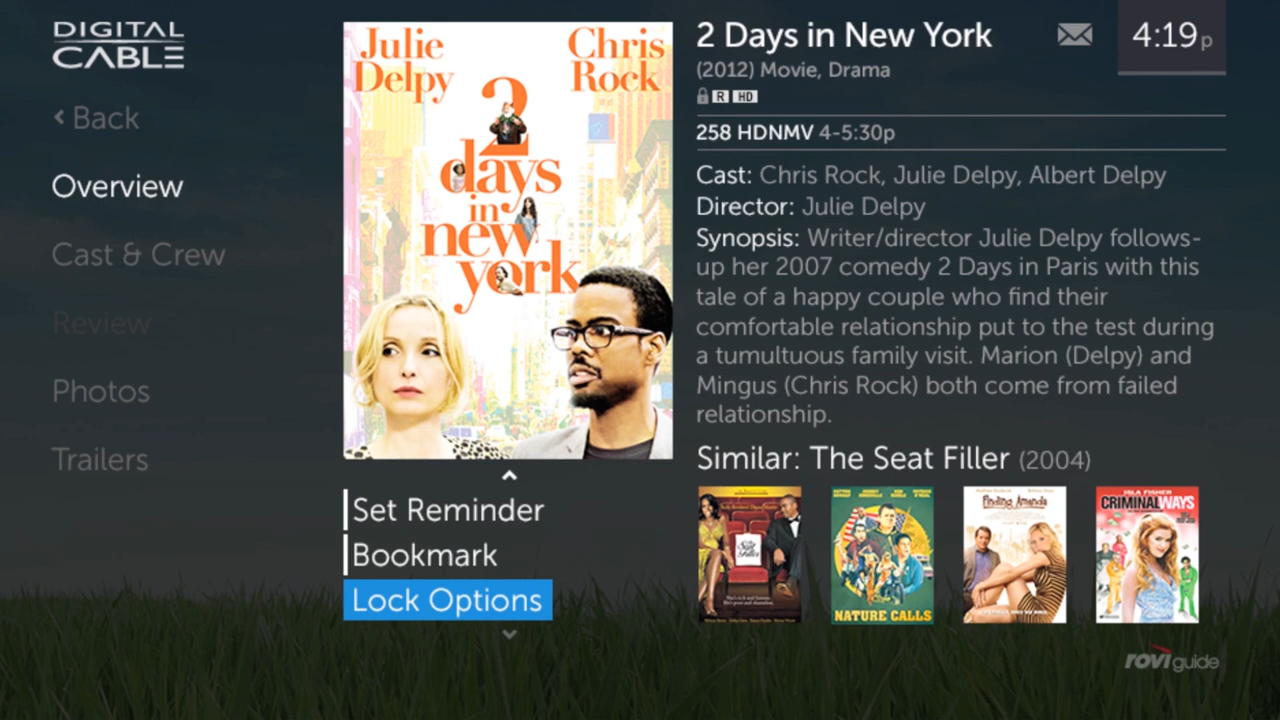 DIGITAL
CABLE
Back
Overview
Cast & Crew
Review
Photos
Trailers
Julie
Delpy
Chris
Rock
2
days
in
new
york
Set Reminder
Bookmark
Lock Options
2 Days in New York
4:19p
(2012) Movie, Drama
R HD
258 HDNMV 4-5:30p
Cast: Chris Rock, Julie Delpy, Albert Delpy
Director: Julie Delpy
Synopsis: Writer/director Julie Delpy follows-
up her 2007 comedy 2 Days in Paris with this
tale of a happy couple who find their
comfortable relationship put to the test during
a tumultuous family visit. Marion (Delpy) and
Mingus (Chris Rock) both come from failed
relationship.
Similar: The Seat Filler (2004)
The
Seat
Filler
NATURE CALLS
Finding Amanda
ISLA FISHER
CRIMINAL WAYS
rovi guide